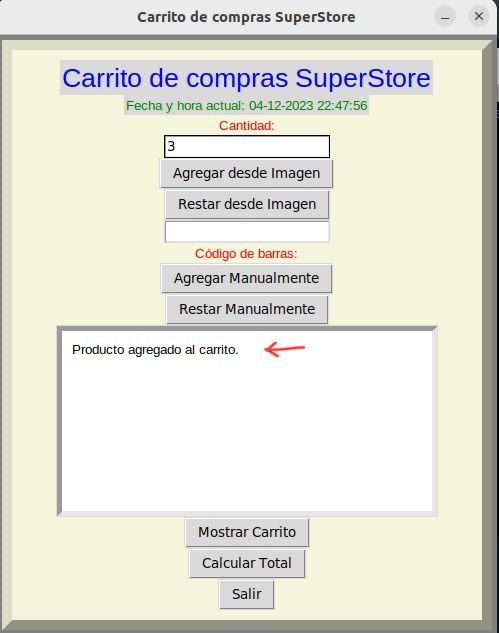 Carrito de compras SuperStore
Carrito de compras SuperStore
Fecha y hora actual: 04-12-2023 22:47:56
Cantidad:
3
Agregar desde Imagen
Restar desde Imagen
Código de barras:
Agregar Manualmente
Restar Manualmente
Producto agregado al carrito.
Mostrar Carrito
Calcular Total
Salir